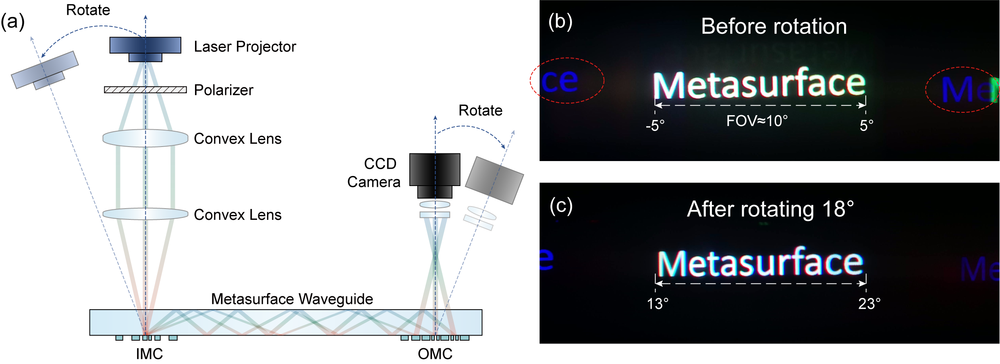 (a)
Rotate
Laser Projector
Polarizer
Convex Lens
Rotate
CCD
Camera
Convex Lens
Metasurface Waveguide
IMC
OMC
(b)
Before rotation
ce
Metasurface
Me
FOV≈10°
-5°
5°
(c)
After rotating 18°
e
Metasurface
Me
13°
23°